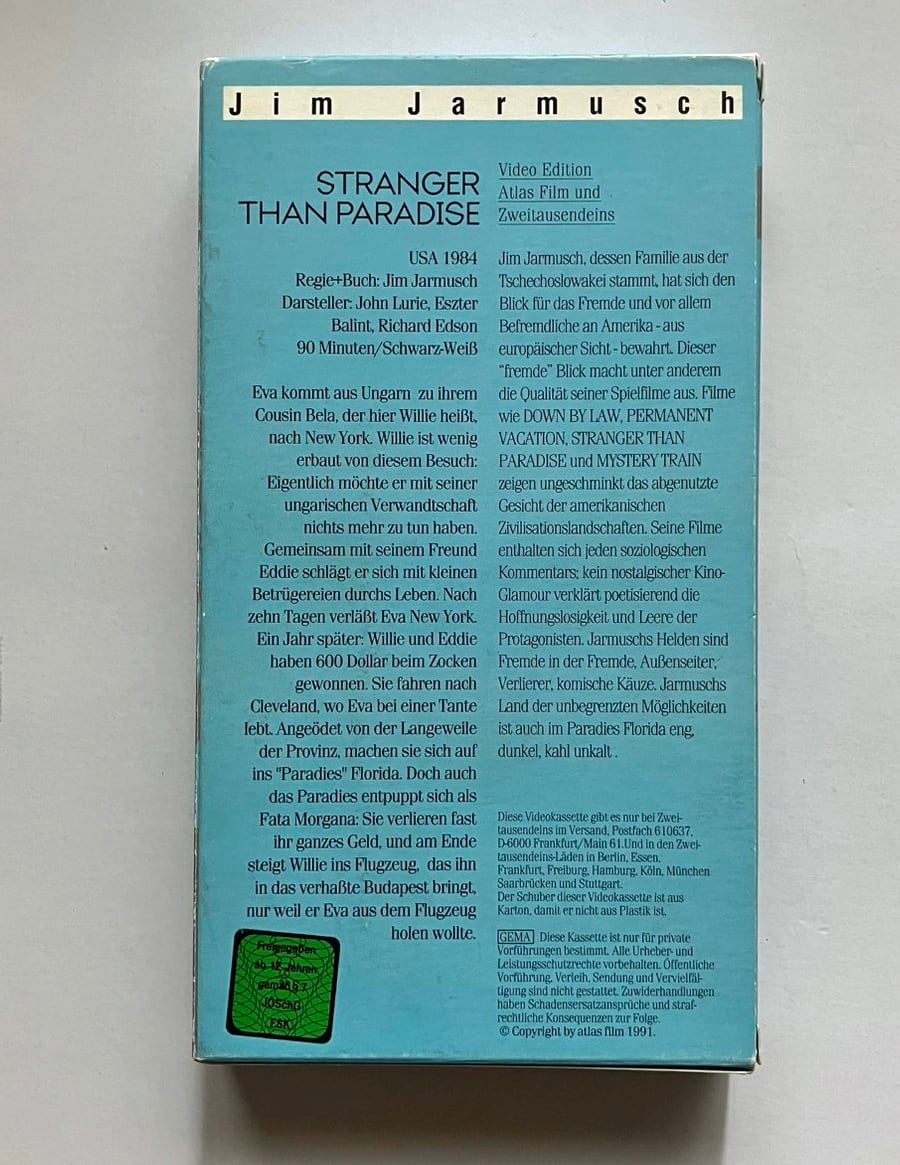 Jim Jarmusch
STRANGER
THAN PARADISE
USA 1984
Regie+Buch: Jim Jarmusch
Darsteller: John Lurie, Eszter
Balint, Richard Edson
90 Minuten/Schwarz-Weiß
Eva kommt aus Ungarn zu ihrem
Cousin Bela, der hier Willie heißt,
nach New York. Willie ist wenig
erbaut von diesem Besuch:
Eigentlich möchte er mit seiner
ungarischen Verwandtschaft
nichts mehr zu tun haben.
Gemeinsam mit seinem Freund
Eddie schlägt er sich mit kleinen
Betrügereien durchs Leben. Nach
zehn Tagen verläßt Eva New York.
Ein Jahr später: Willie und Eddie
haben 600 Dollar beim Zocken
gewonnen. Sie fahren nach
Cleveland, wo Eva bei einer Tante
lebt. Angeödet von der Langeweile
der Provinz, machen sie sich auf
ins "Paradies" Florida. Doch auch
das Paradies entpuppt sich als
Fata Morgana: Sie verlieren fast
ihr ganzes Geld, und am Ende
steigt Willie ins Flugzeug, das ihn
in das verhaßte Budapest bringt,
nur weil er Eva aus dem Flugzeug
holen wollte.
Freigegeben
ab 12 Jahren
gemäß § 7
JÖSchG
FSK
Video Edition
Atlas Film und
Zweitausendeins
Jim Jarmusch, dessen Familie aus der
Tschechoslowakei stammt, hat sich den
Blick für das Fremde und vor allem
Befremdliche an Amerika - aus
europäischer Sicht - bewahrt. Dieser
“fremde” Blick macht unter anderem
die Qualität seiner Spielfilme aus. Filme
wie DOWN BY LAW, PERMANENT
VACATION, STRANGER THAN
PARADISE und MYSTERY TRAIN
zeigen ungeschminkt das abgenutzte
Gesicht der amerikanischen
Zivilisationslandschaften. Seine Filme
enthalten sich jeden soziologischen
Kommentars; kein nostalgischer Kino-
Glamour verklärt poetisierend die
Hoffnungslosigkeit und Leere der
Protagonisten. Jarmuschs Helden sind
Fremde in der Fremde, Außenseiter,
Verlierer, komische Käuze. Jarmuschs
Land der unbegrenzten Möglichkeiten
ist auch im Paradies Florida eng,
dunkel, kahl unkalt .
Diese Videokassette gibt es nur bei Zwei-
tausendeins im Versand, Postfach 610637,
D-6000 Frankfurt/Main 61.Und in den Zwei-
tausendeins-Läden in Berlin, Essen,
Frankfurt, Freiburg, Hamburg, Köln, München
Saarbrücken und Stuttgart.
Der Schuber dieser Videokassette ist aus
Karton, damit er nicht aus Plastik ist.
GEMA Diese Kassette ist nur für private
Vorführungen bestimmt. Alle Urheber- und
Leistungsschutzrechte vorbehalten. Öffentliche
Vorführung, Verleih, Sendung und Vervielfäl-
tigung sind nicht gestattet. Zuwiderhandlungen
haben Schadensersatzansprüche und straf-
rechtliche Konsequenzen zur Folge.
© Copyright by atlas film 1991.